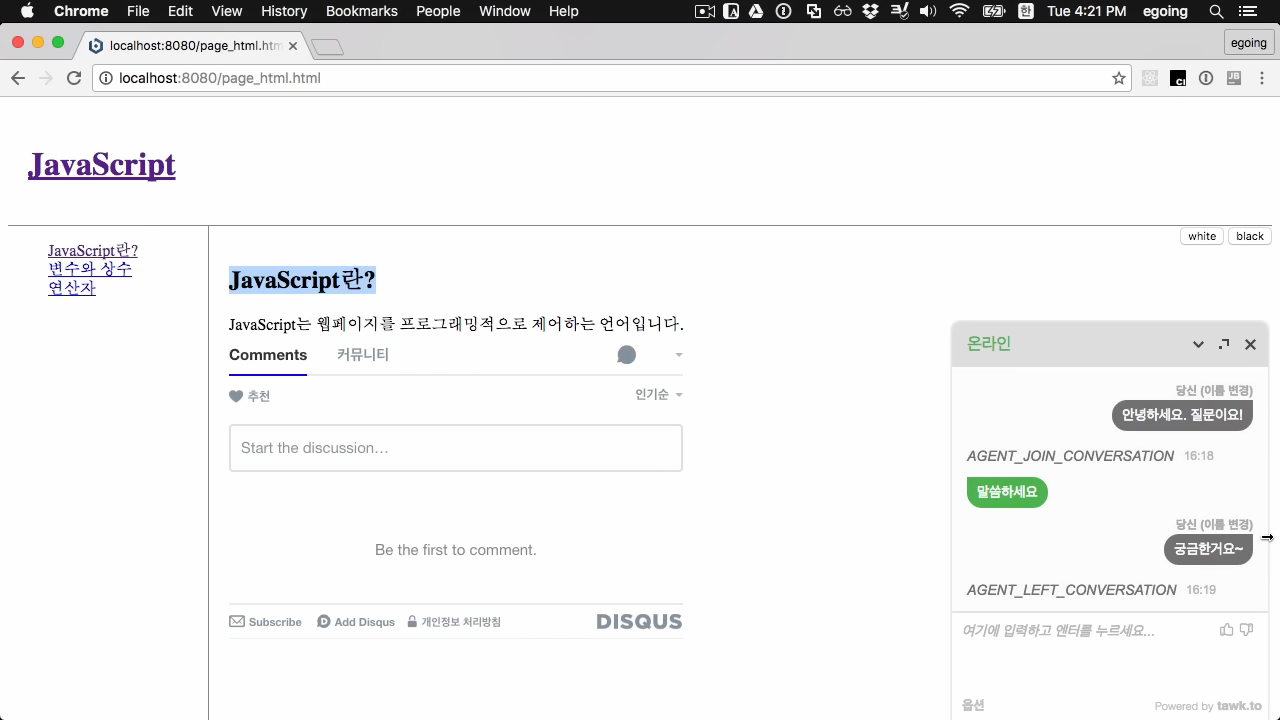 Chrome File Edit View History Bookmarks People Window Help Tue 4:21 PM egoing
localhost:8080/page_html.htm
egoing
localhost:8080/page_html.html
JavaScript
white black
JavaScript란?
변수와 상수
연산자
JavaScript란?
JavaScript는 웹페이지를 프로그래밍적으로 제어하는 언어입니다.
Comments 커뮤니티
추천 인기순
Start the discussion…
Be the first to comment.
Subscribe Add Disqus 개인정보 처리방침 DISQUS
온라인
당신 (이름 변경)
안녕하세요. 질문이요!
AGENT_JOIN_CONVERSATION 16:18
말씀하세요
당신 (이름 변경)
궁금한거요~
AGENT_LEFT_CONVERSATION 16:19
여기에 입력하고 엔터를 누르세요...
옵션 Powered by tawk.to